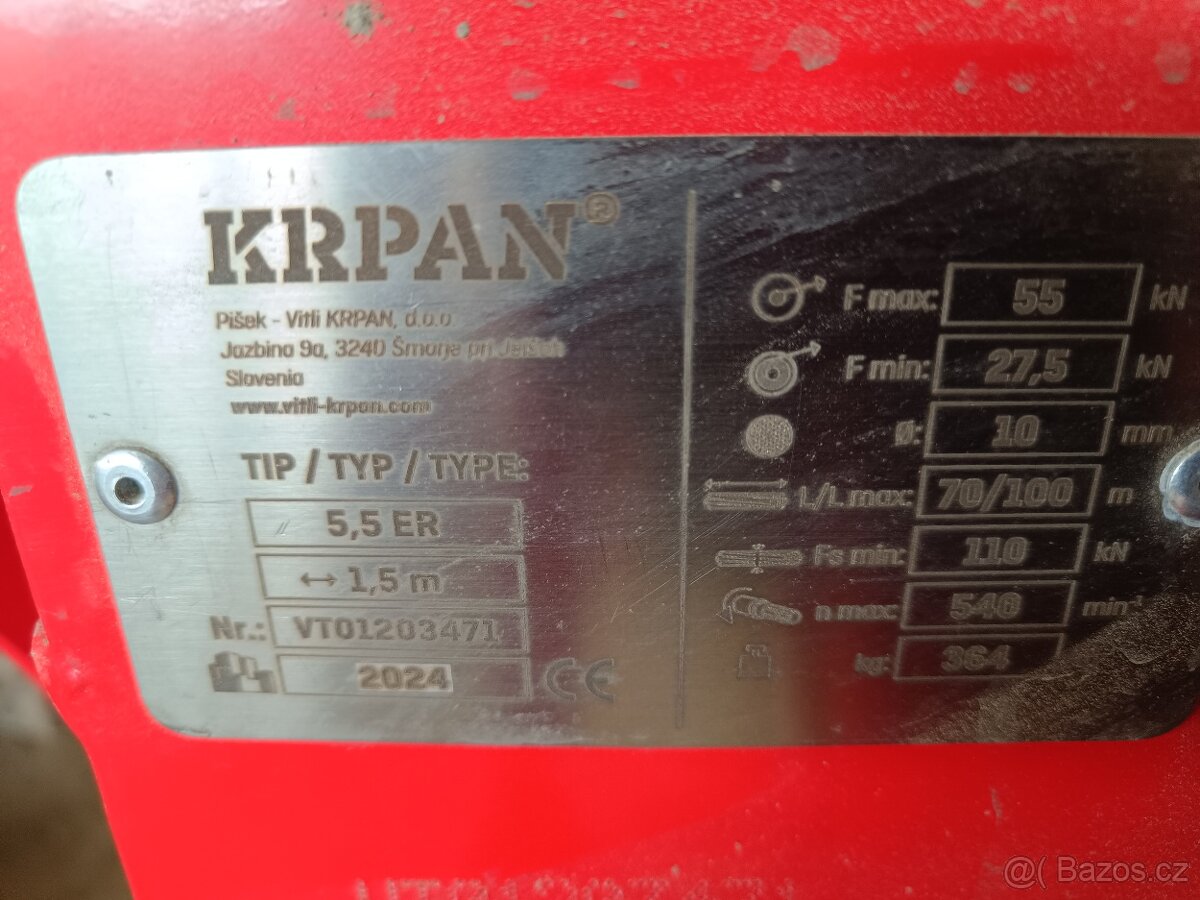 KRPAN®
Pišek - Vitli KRPAN, d.o.o.
Jazbina 9a, 3240 Šmarje pri Jelšah
Slovenia
www.vitli-krpan.com
TIP / TYP / TYPE:
5,5 ER
↔ 1,5 m
Nr.: VT01203471
2024 CE
F max: 55 kN
F min: 27,5 kN
Ø: 10 mm
L/L max: 70/100 m
Fs min: 110 kN
n max: 540 min⁻¹
kg: 364
@( Bazos.cz